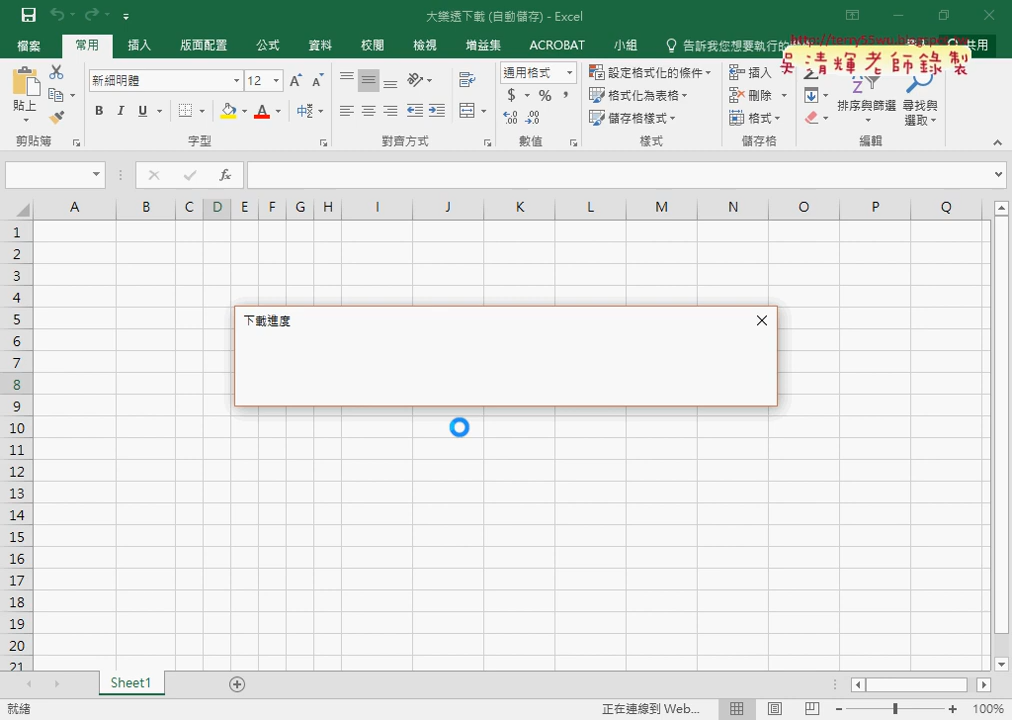 大樂透下載 (自動儲存) - Excel
檔案 常用 插入 版面配置 公式 資料 校閱 檢視 增益集 ACROBAT 小組 告訴我您想要執行的 共用
http://terry55wu.blogspot.tw
吳清輝老師錄製
貼上
剪貼簿
新細明體 12
B I U A 中
字型
對齊方式
通用格式
$ % ,
數值
設定格式化的條件
格式化為表格
儲存格樣式
樣式
插入
刪除
格式
儲存格
排序與篩選 尋找與
選取
編輯
fx
A B C D E F G H I J K L M N O P Q
1
2
3
4
5
6
7
8
9
10
11
12
13
14
15
16
17
18
19
20
21
下載進度
Sheet1
就緒 正在連線到 Web... 100%